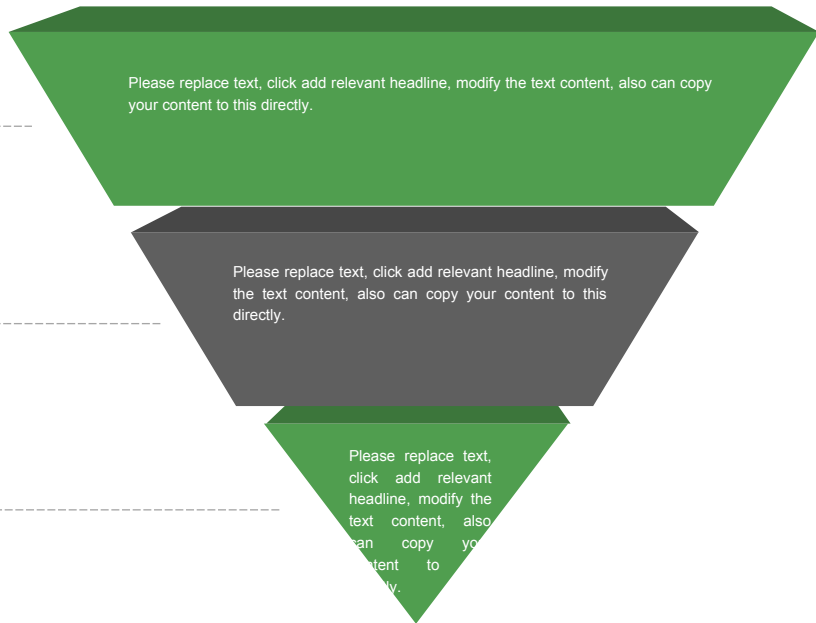 Please replace text, click add relevant headline, modify the text content, also can copy
your content to this directly.
Please replace text, click add relevant headline, modify
the text content, also can copy your content to this
directly.
Please replace text,
click add relevant
headline, modify the
text content, also
can copy
to